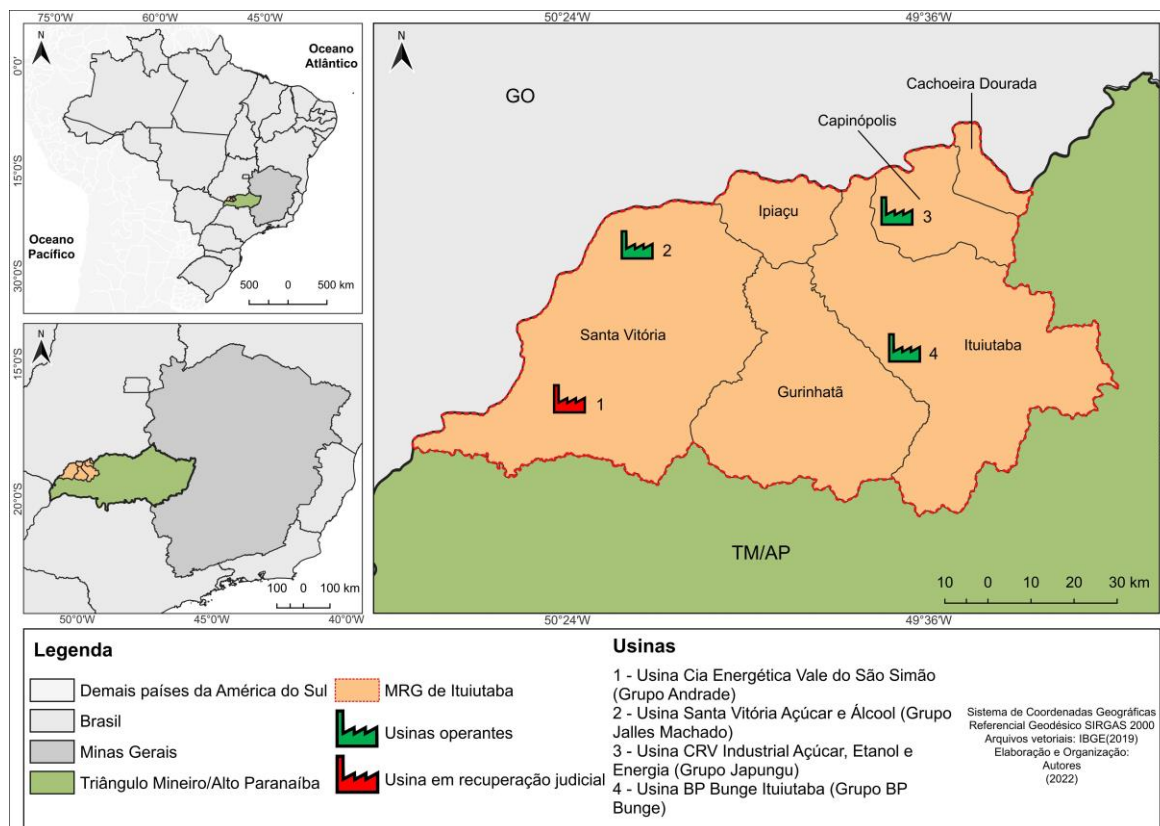 75°0'W 60°0'W 45°0'W
N
Oceano
Atlântico
0°0'
15°0'S
30°0'S
Oceano
Pacífico
500 0 500 km
N
15°0'S
20°0'S
100 0 100 km
50°0'W 45°0'W 40°0'W
50°24'W 49°36'W
N
GO
Cachoeira Dourada
Capinópolis
Ipiaçu
3
2
Santa Vitória
Ituiutaba
4
Gurinhatã
1
TM/AP
10 0 10 20 30 km
50°24'W 49°36'W
Legenda
Demais países da América do Sul
Brasil
Minas Gerais
Triângulo Mineiro/Alto Paranaíba
MRG de Ituiutaba
Usinas operantes
Usina em recuperação judicial
Usinas
1 - Usina Cia Energética Vale do São Simão
(Grupo Andrade)
2 - Usina Santa Vitória Açúcar e Álcool (Grupo
Jalles Machado)
3 - Usina CRV Industrial Açúcar, Etanol e
Energia (Grupo Japungu)
4 - Usina BP Bunge Ituiutaba (Grupo BP
Bunge)
Sistema de Coordenadas Geográficas
Referencial Geodésico SIRGAS 2000
Arquivos vetoriais: IBGE(2019)
Elaboração e Organização:
Autores
(2022)